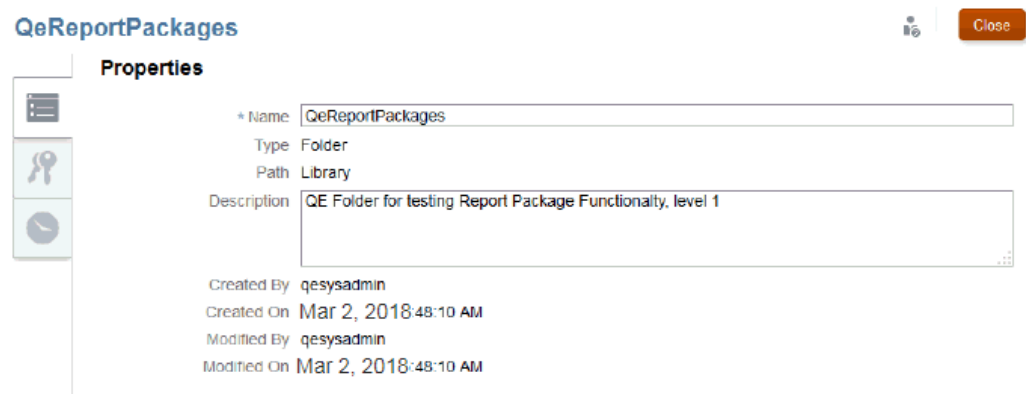 QeReportPackages
Close
Properties
* Name QeReportPackages
Type Folder
Path Library
Description QE Folder for testing Report Package Functionalty, level 1
Created By qesysadmin
Created On Mar 2, 2018:48:10 AM
Modified By qesysadmin
Modified On Mar 2, 2018:48:10 AM